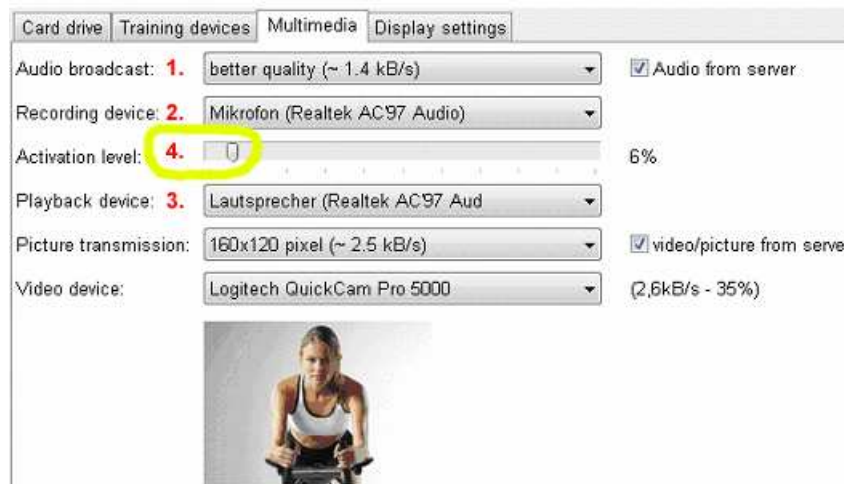 Card drive Training devices Multimedia Display settings
Audio broadcast: 1. better quality (~ 1.4 kB/s) Audio from server
Recording device: 2. Mikrofon (Realtek AC'97 Audio)
Activation level: 4. 6%
Playback device: 3. Lautsprecher (Realtek AC'97 Aud
Picture transmission: 160x120 pixel (~ 2.5 kB/s) video/picture from serve
Video device: Logitech QuickCam Pro 5000 (2,6kB/s - 35%)